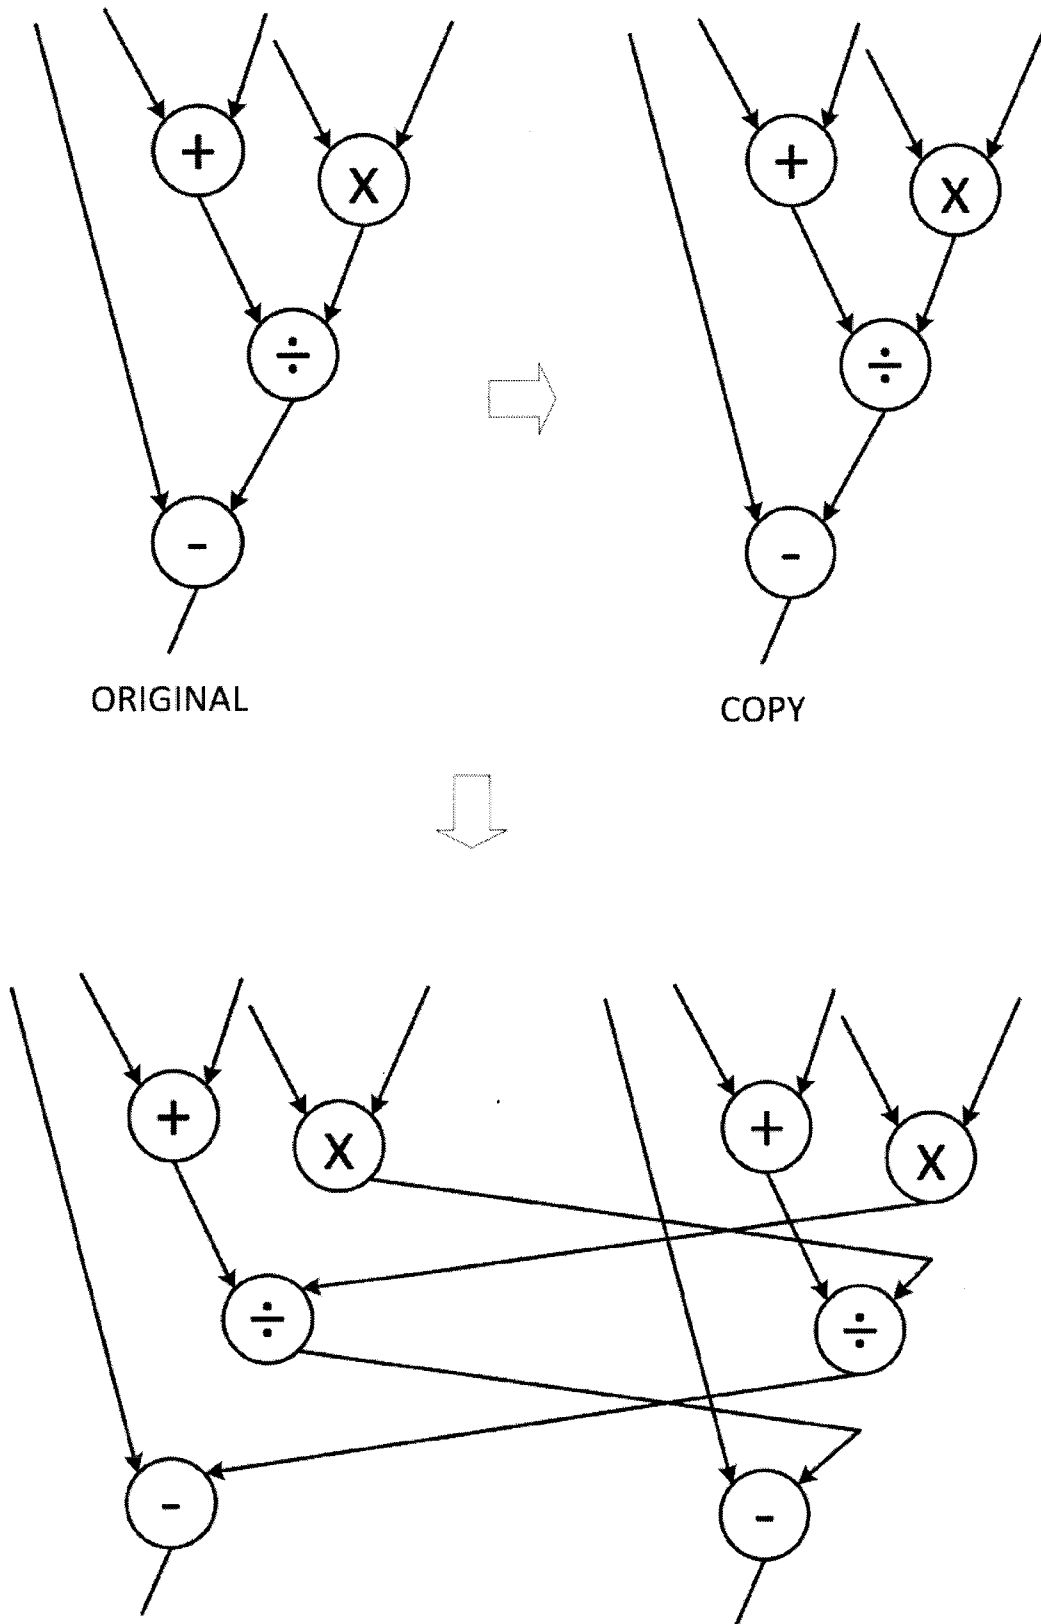 +
X
+
X
÷
÷
-
-
ORIGINAL
COPY
+
X
+
X
÷
÷
-
-